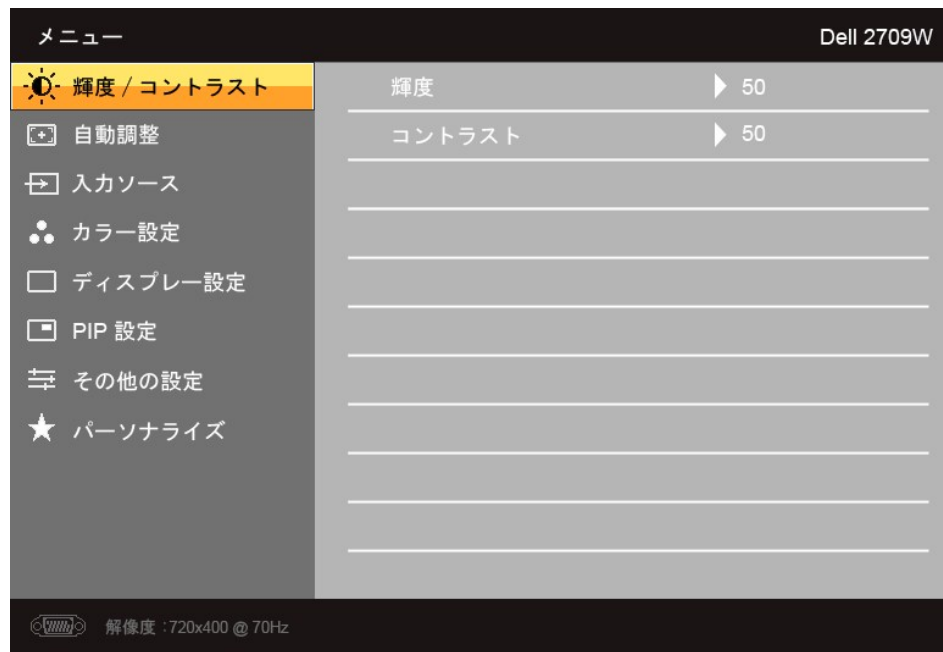 メニュー
Dell 2709W
輝度 / コントラスト
自動調整
入力ソース
カラー設定
ディスプレー設定
PIP 設定
その他の設定
パーソナライズ
輝度 50
コントラスト 50
解像度 :720x400 @ 70Hz